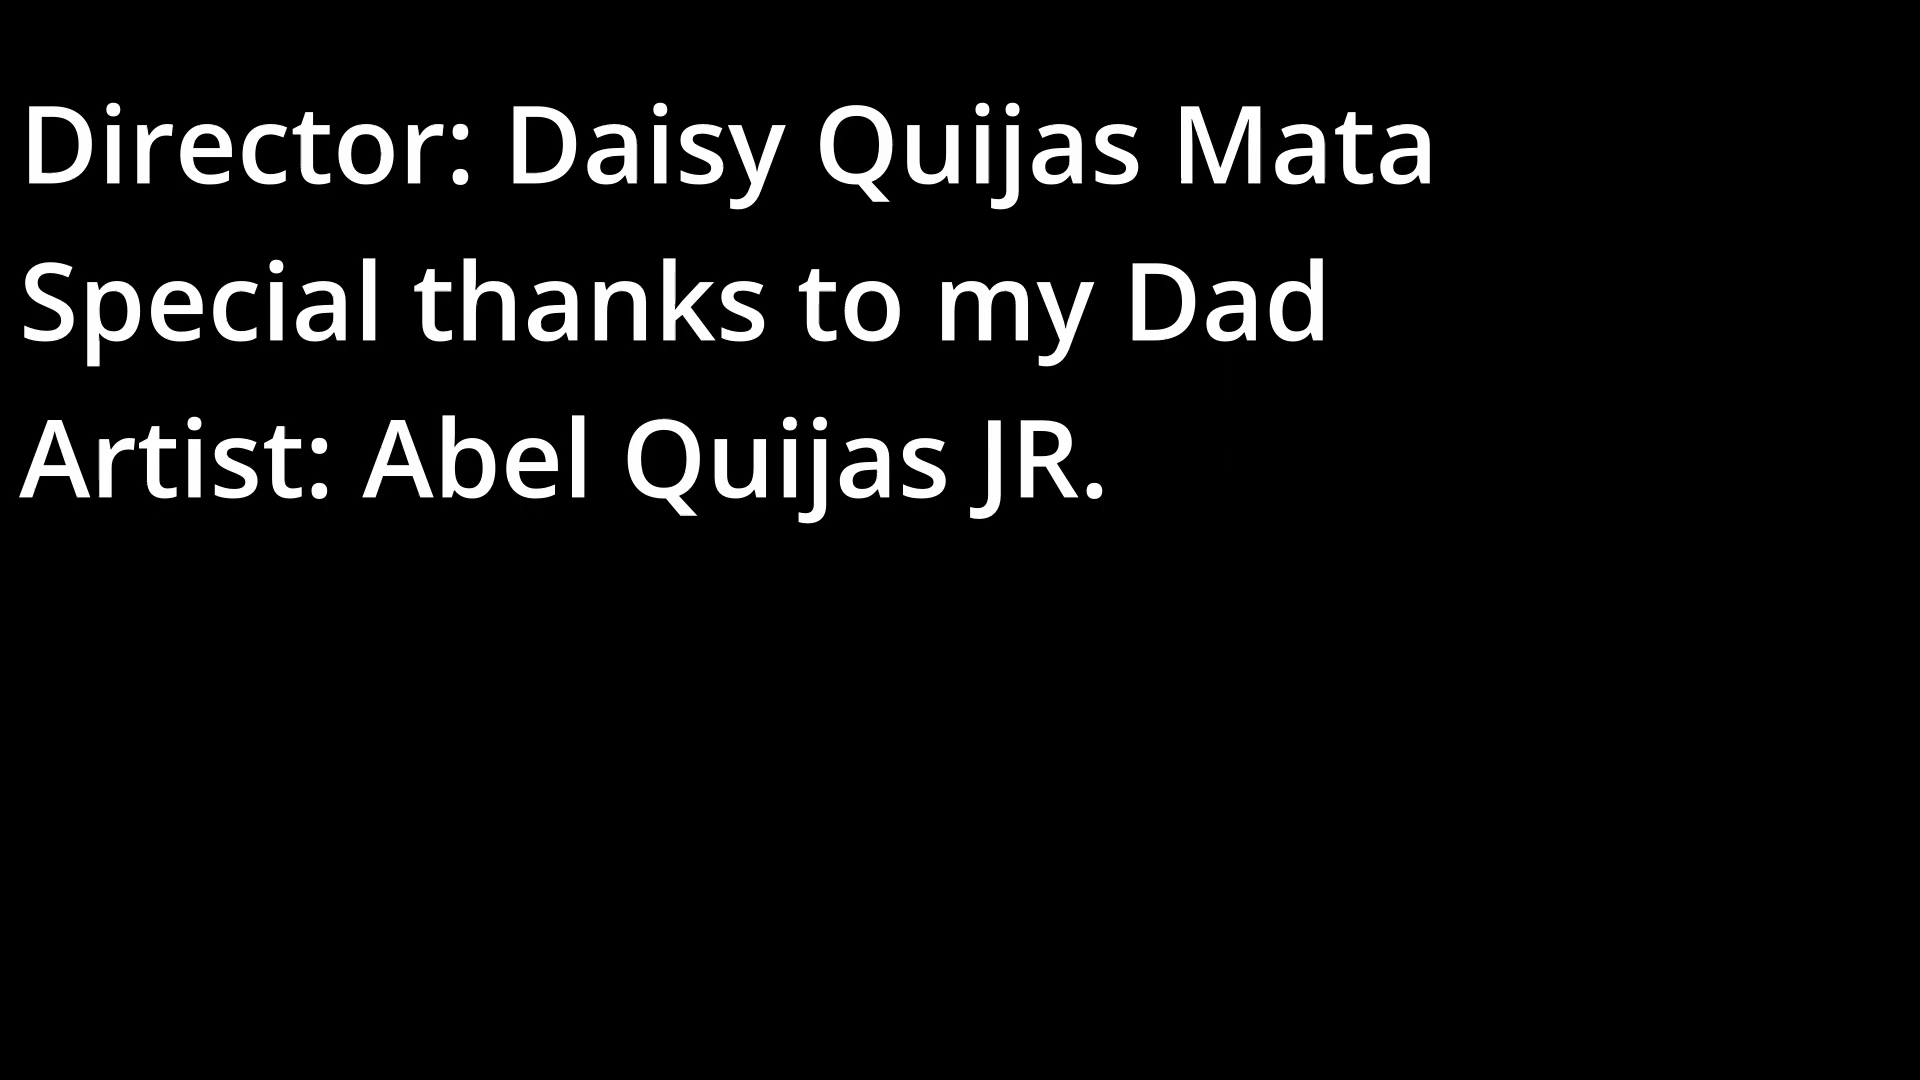 Director: Daisy Quijas Mata
Special thanks to my Dad
Artist: Abel Quijas JR.